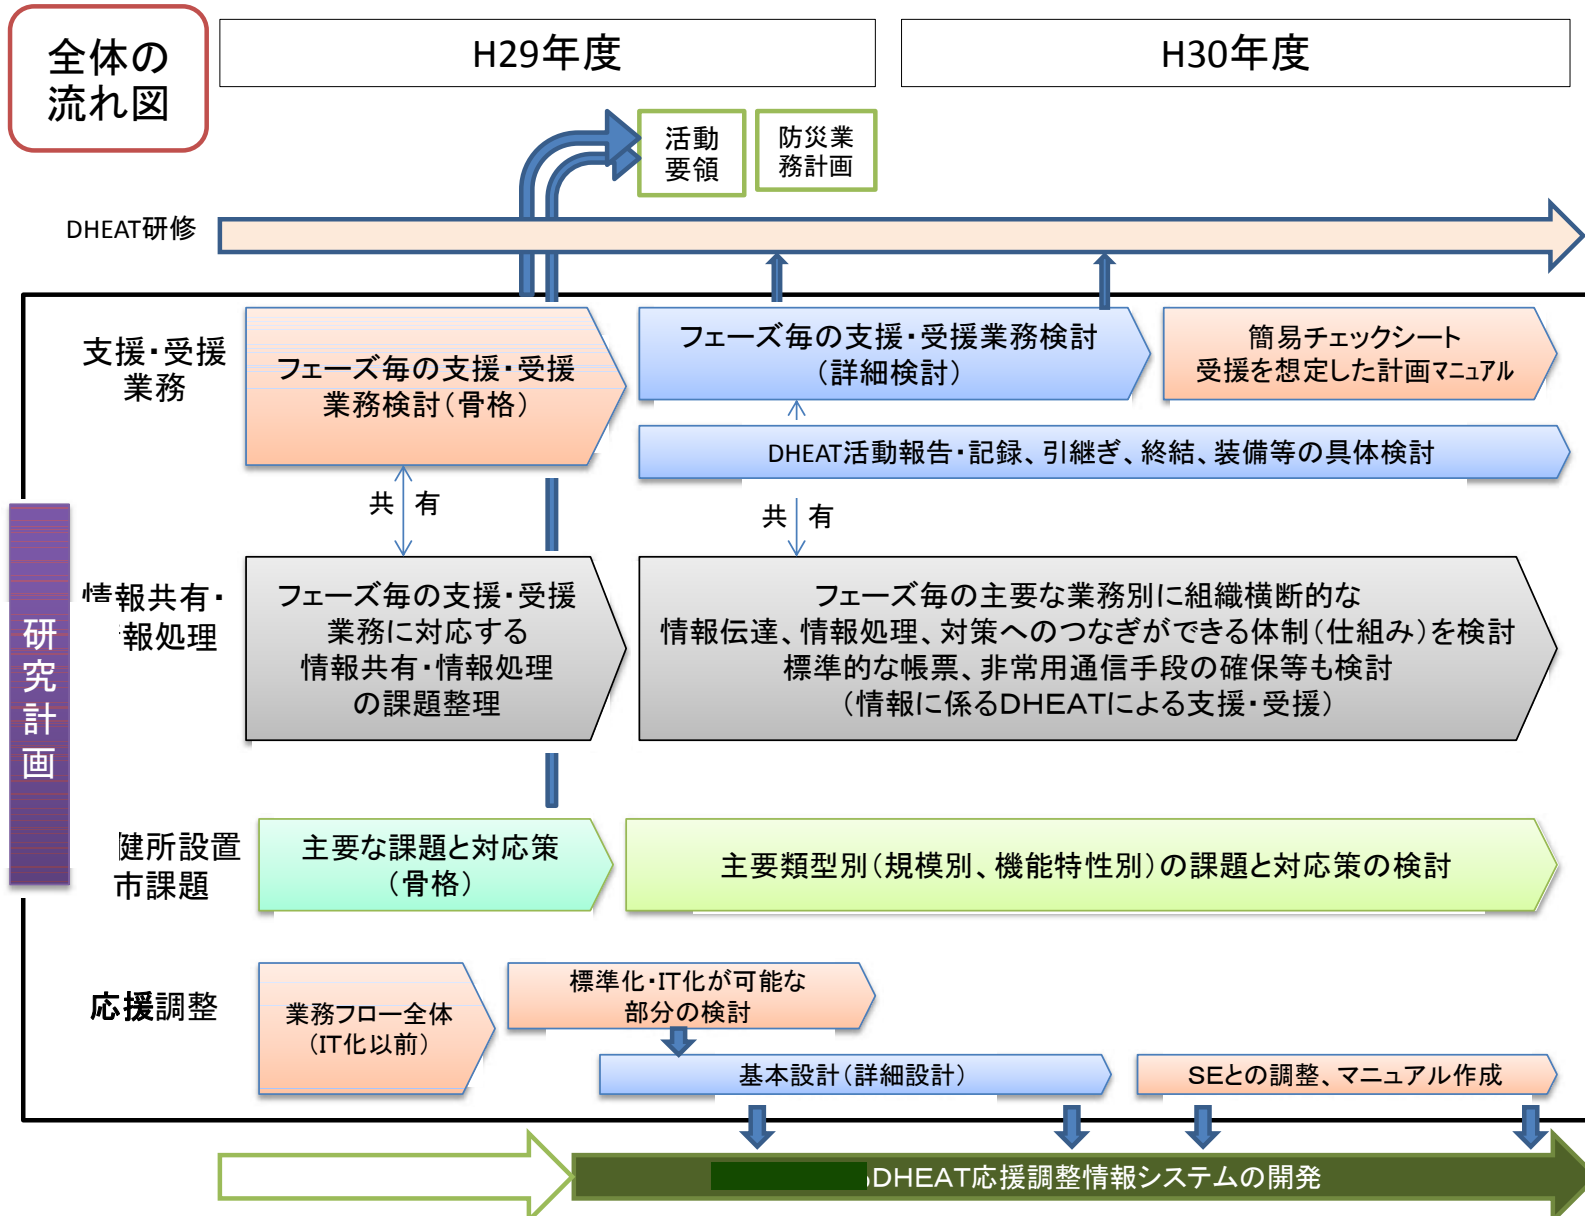 全体の
流れ図
H29年度
H30年度
活動
要領
防災業
務計画
DHEAT研修
支援・受援
業務
フェーズ毎の支援・受援
業務検討(骨格)
フェーズ毎の支援・受援業務検討
(詳細検討)
簡易チェックシート
受援を想定した計画マニュアル
DHEAT活動報告・記録、引継ぎ、終結、装備等の具体検討
共 有
共 有
研究計画
情報共有・
報処理
フェーズ毎の支援・受援
業務に対応する
情報共有・情報処理
の課題整理
フェーズ毎の主要な業務別に組織横断的な
情報伝達、情報処理、対策へのつなぎができる体制(仕組み)を検討
標準的な帳票、非常用通信手段の確保等も検討
(情報に係るDHEATによる支援・受援)
健所設置
市課題
主要な課題と対応策
(骨格)
主要類型別(規模別、機能特性別)の課題と対応策の検討
応援調整
業務フロー全体
(IT化以前)
標準化・IT化が可能な
部分の検討
基本設計(詳細設計)
SEとの調整、マニュアル作成
DHEAT応援調整情報システムの開発